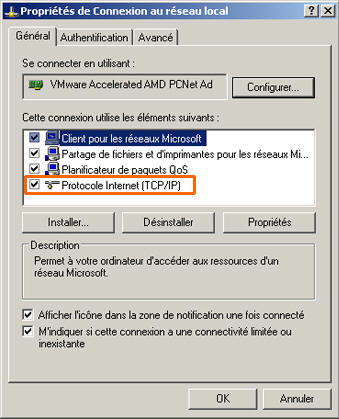 Propriétés de Connexion au réseau local
Général
Authentification
Avancé
Se connecter en utilisant :
VMware Accelerated AMD PCNet Ad
Configurer...
Cette connexion utilise les éléments suivants :
Client pour les réseaux Microsoft
Partage de fichiers et d'imprimantes pour les réseaux Mi...
Planificateur de paquets QoS
Protocole Internet (TCP/IP)
Installer...
Désinstaller
Propriétés
Description
Permet à votre ordinateur d'accéder aux ressources d'un
réseau Microsoft.
Afficher l'icône dans la zone de notification une fois connecté
M'indiquer si cette connexion a une connectivité limitée ou
inexistante
OK
Annuler